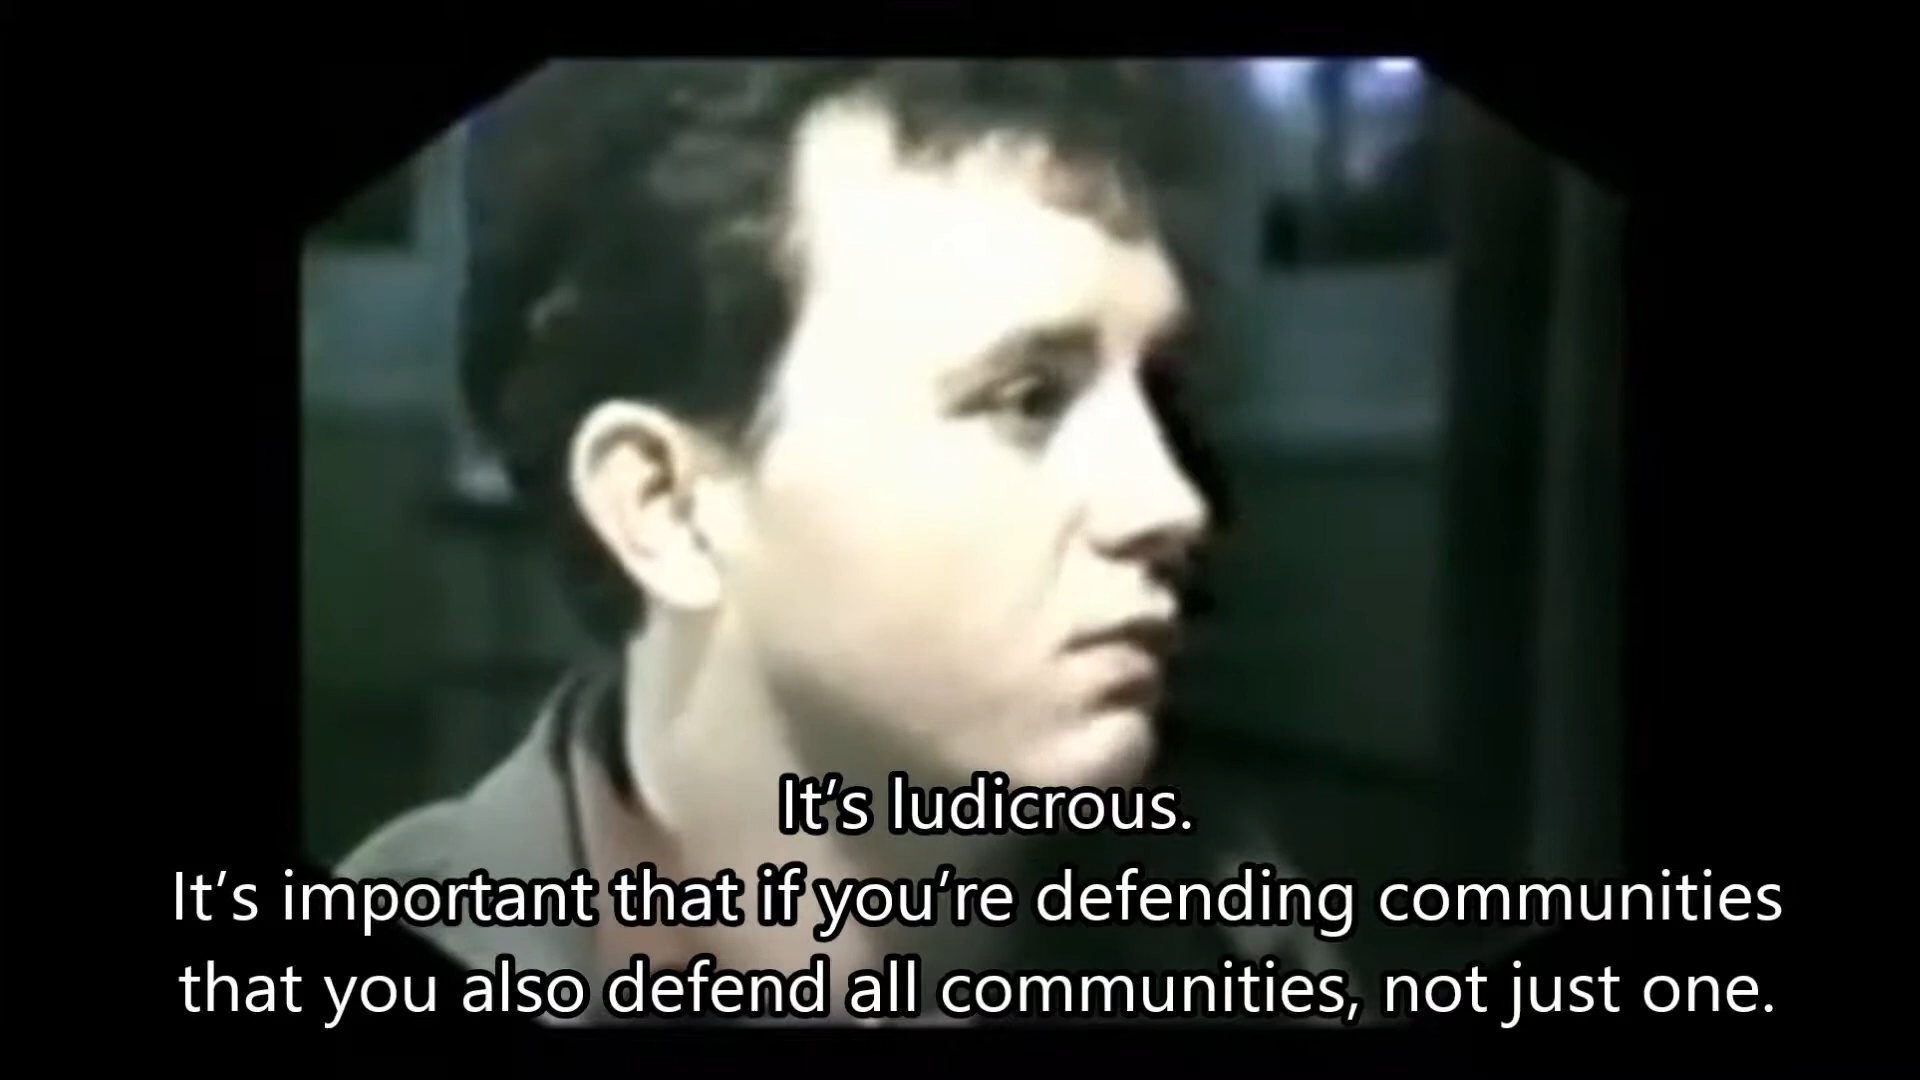 It’s ludicrous.
It’s important that if you’re defending communities
that you also defend all communities, not just one.